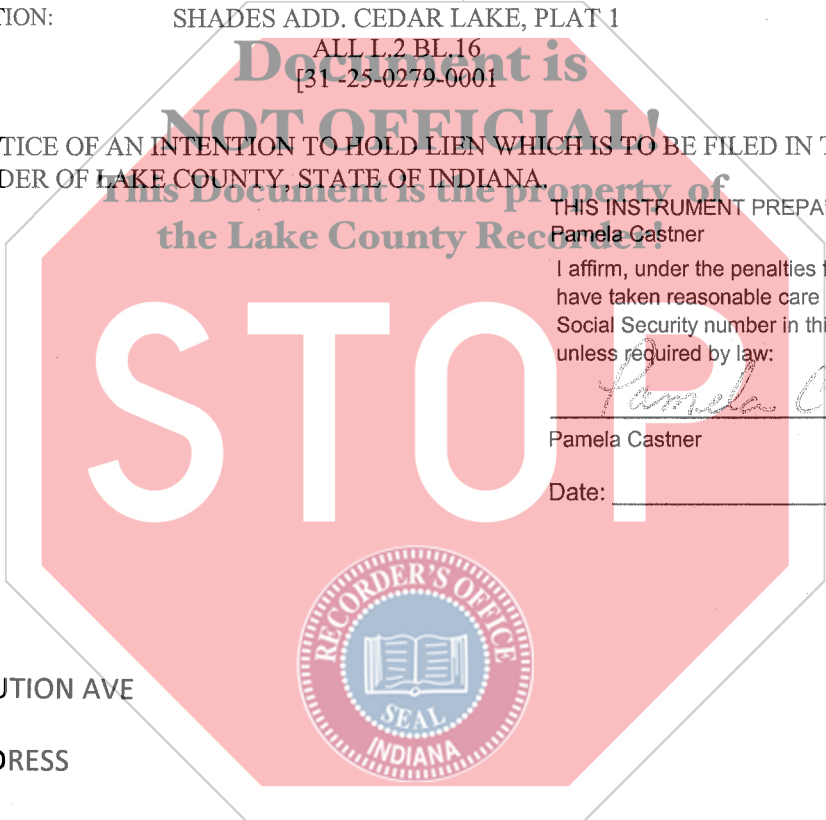 TION: SHADES ADD. CEDAR LAKE, PLAT 1
ALL L.2 BL.16
[31 -25-0279-0001
Document is
NOT OFFICIAL!
This Document is the property of
the Lake County Recorder!
TICE OF AN INTENTION TO HOLD LIEN WHICH IS TO BE FILED IN T
DER OF LAKE COUNTY, STATE OF INDIANA.
THIS INSTRUMENT PREPA
Pamela Castner
I affirm, under the penalties f
have taken reasonable care
Social Security number in thi
unless required by law:
Pamela C
Pamela Castner
Date:
STOP
RECORDER'S OFFICE
SEAL
INDIANA
UTION AVE
DRESS